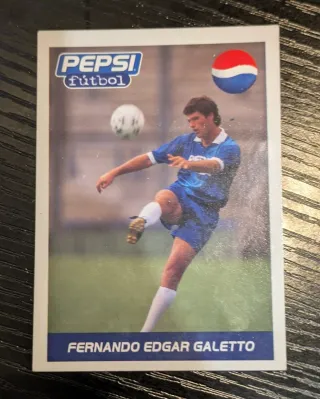 PEPSI
fútbol
FERNANDO EDGAR GALETTO